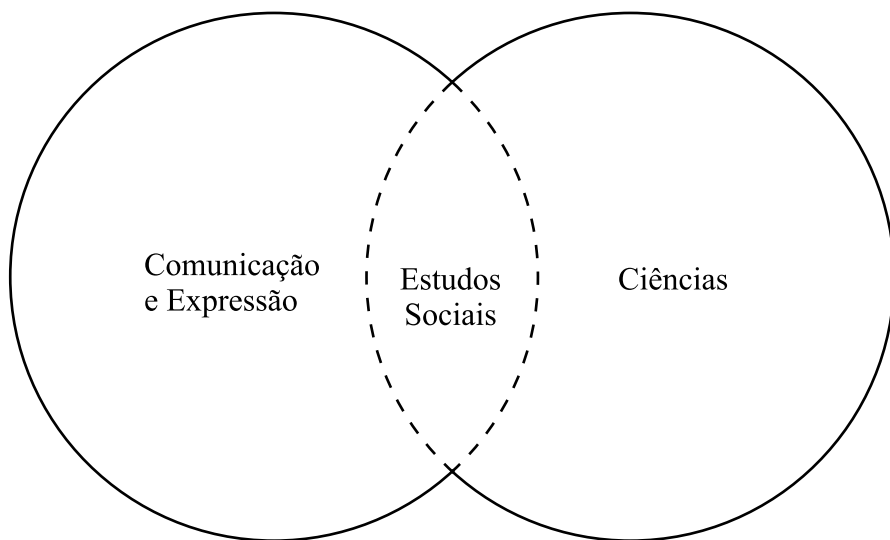 Comunicação
e Expressão
Estudos
Sociais
Ciências